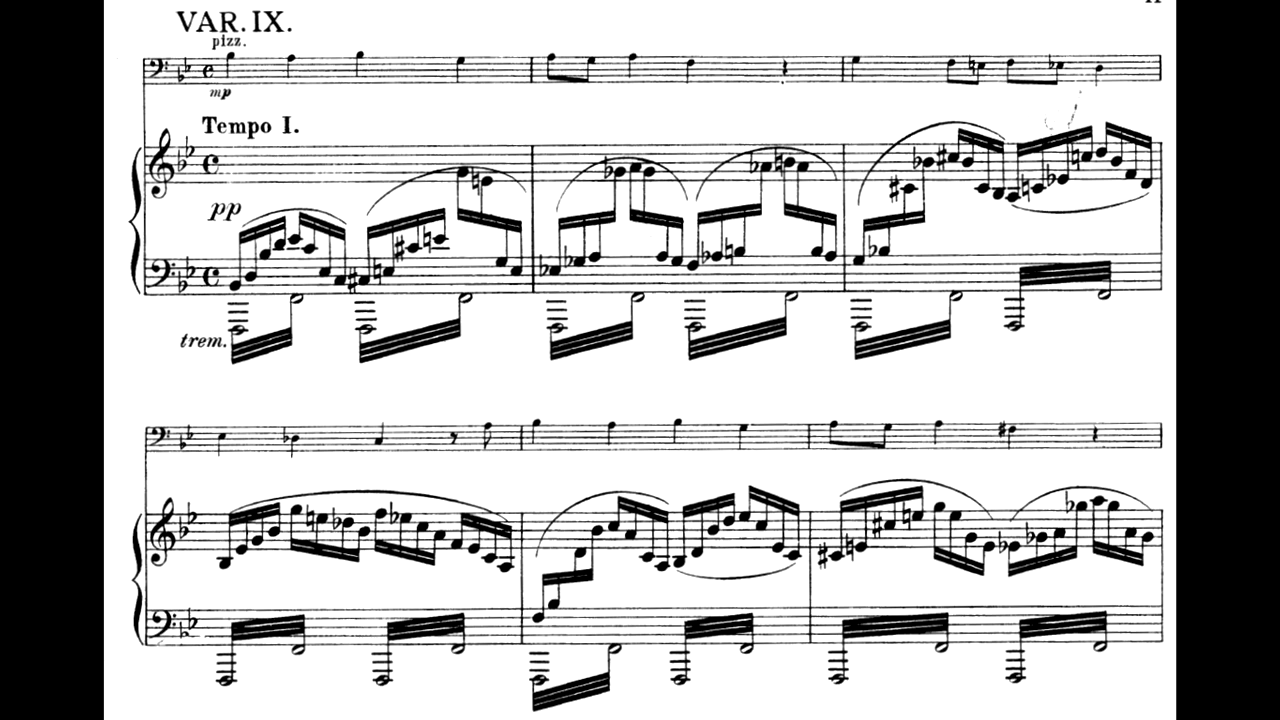 VAR. IX.
pizz.
mp
Tempo I.
pp
trem.